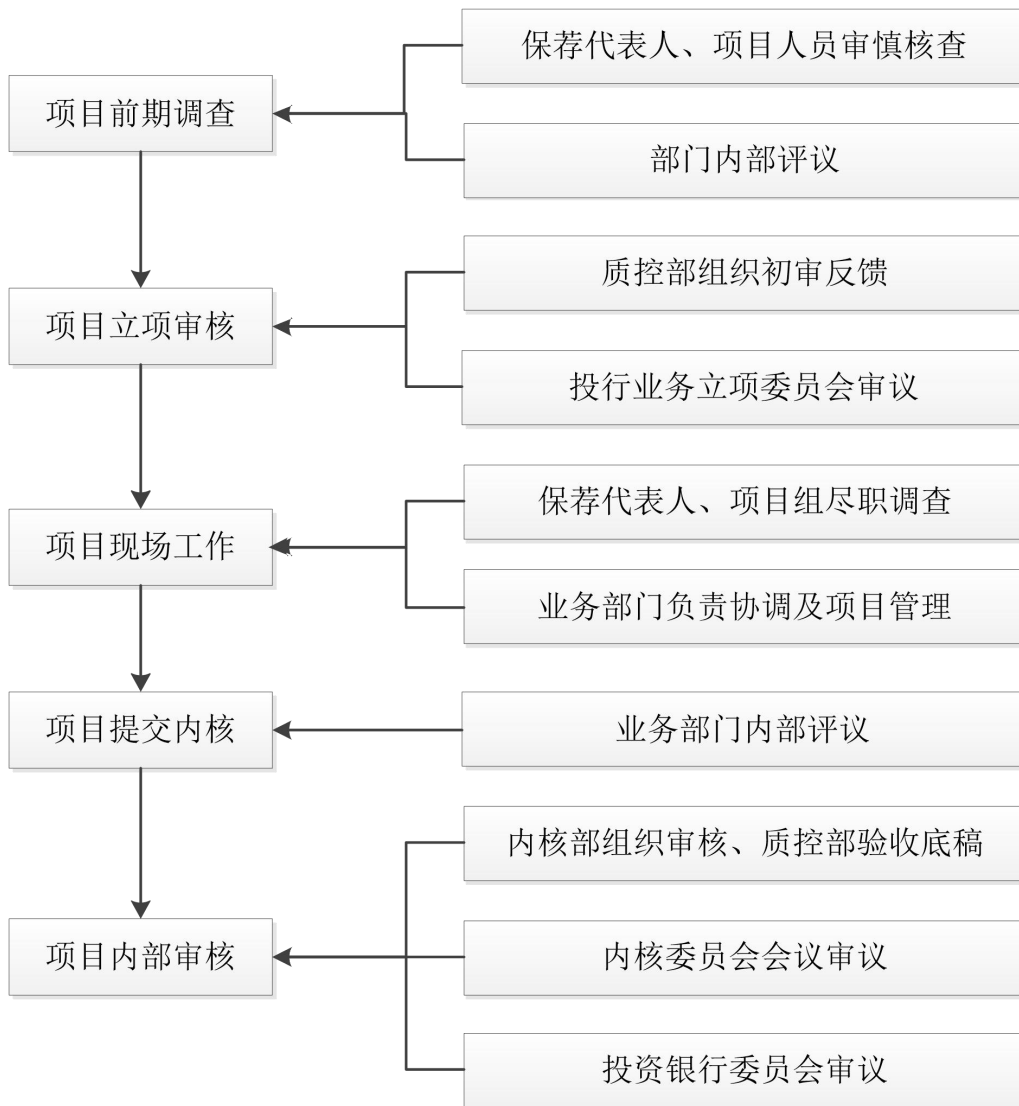 保荐代表人、项目人员审慎核查
项目前期调查
部门内部评议
质控部组织初审反馈
项目立项审核
投行业务立项委员会审议
保荐代表人、项目组尽职调查
项目现场工作
业务部门负责协调及项目管理
项目提交内核
业务部门内部评议
内核部组织审核、质控部验收底稿
项目内部审核
内核委员会会议审议
投资银行委员会审议